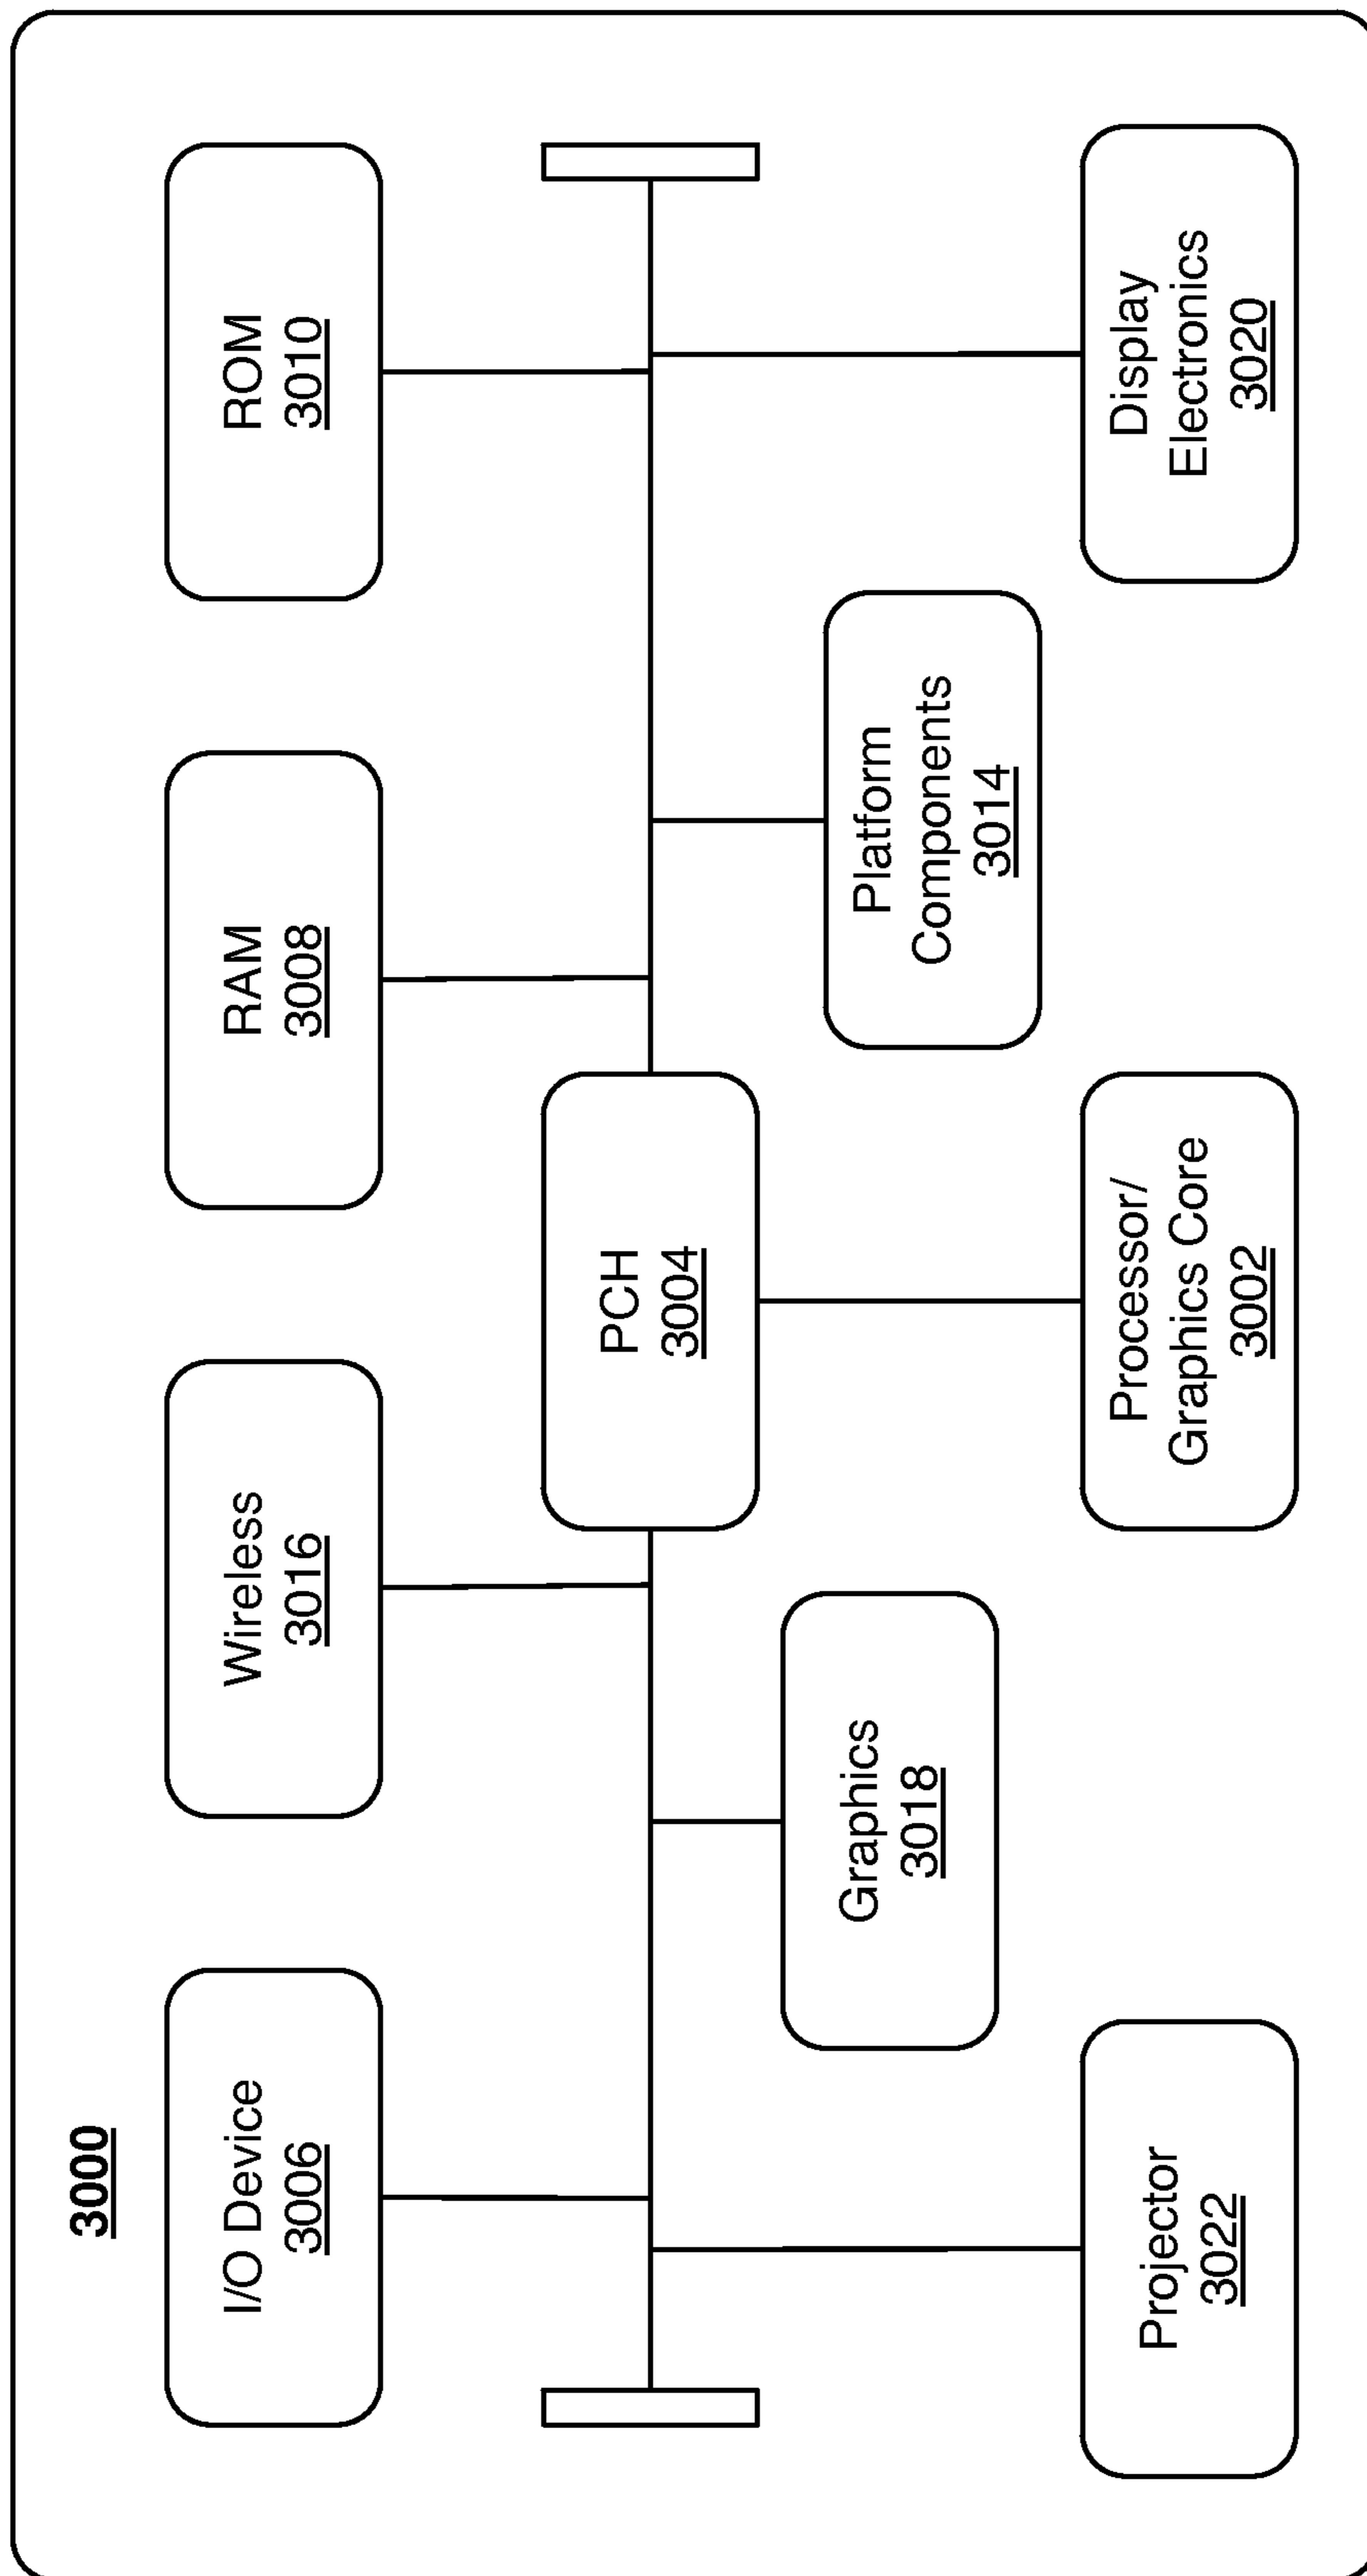 3000
I/O Device
3006
Wireless
3016
RAM
3008
ROM
3010
PCH
3004
Graphics
3018
Platform
Components
3014
Projector
3022
Processor/
Graphics Core
3002
Display
Electronics
3020